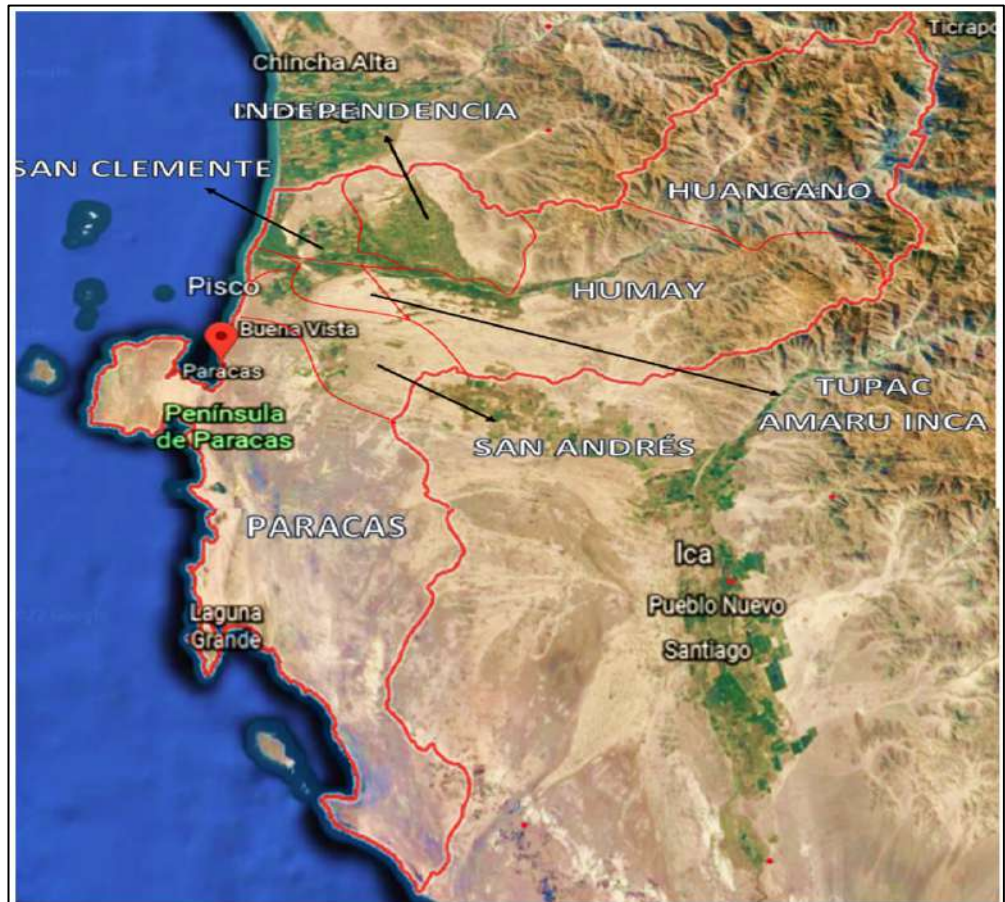 Ticrapo
Chincha Alta
INDEPENDENCIA
SAN CLEMENTE
HUANCANO
Pisco
HUMAY
Buena Vista
Paracas
Península
de Paracas
TUPAC
AMARU INCA
SAN ANDRÉS
PARACAS
Ica
Pueblo Nuevo
Laguna
Grande
Santiago